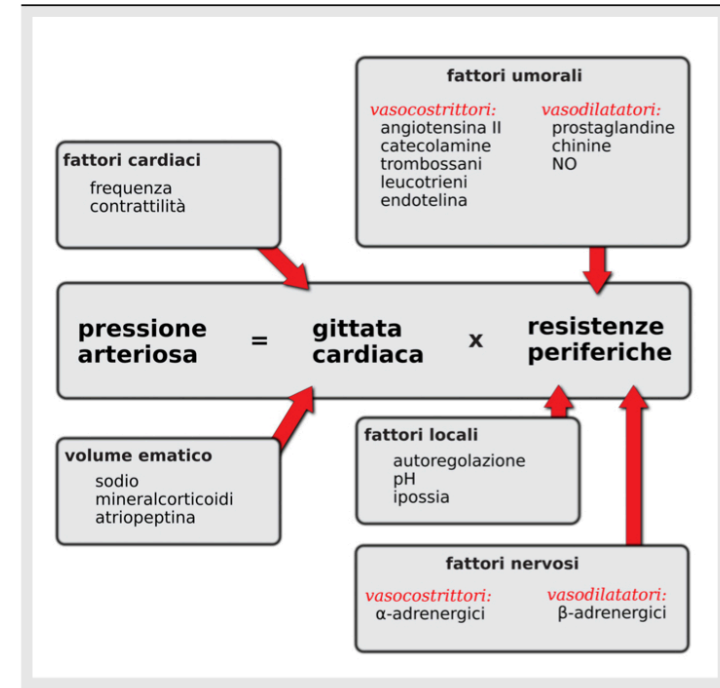 fattori umorali
vasocostrittori:
angiotensina II
catecolamine
trombossani
leucotrieni
endotelina
vasodilatatori:
prostaglandine
chinine
NO
fattori cardiaci
frequenza
contrattilità
pressione
arteriosa
=
gittata
cardiaca
x
resistenze
periferiche
volume ematico
sodio
mineralcorticoidi
atriopeptina
fattori locali
autoregolazione
pH
ipossia
fattori nervosi
vasocostrittori:
α-adrenergici
vasodilatatori:
β-adrenergici